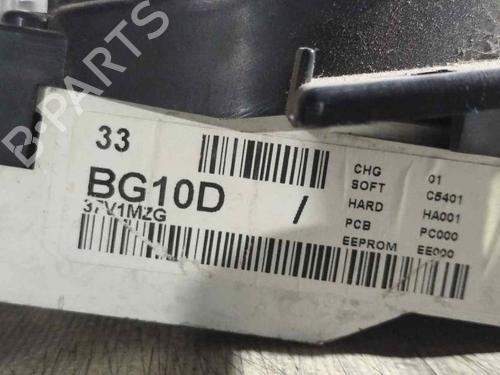 B-PARTS
33
BG10D /
37V1MZG
CHG 01
SOFT C5401
HARD HA001
PCB PC000
EEPROM EE000